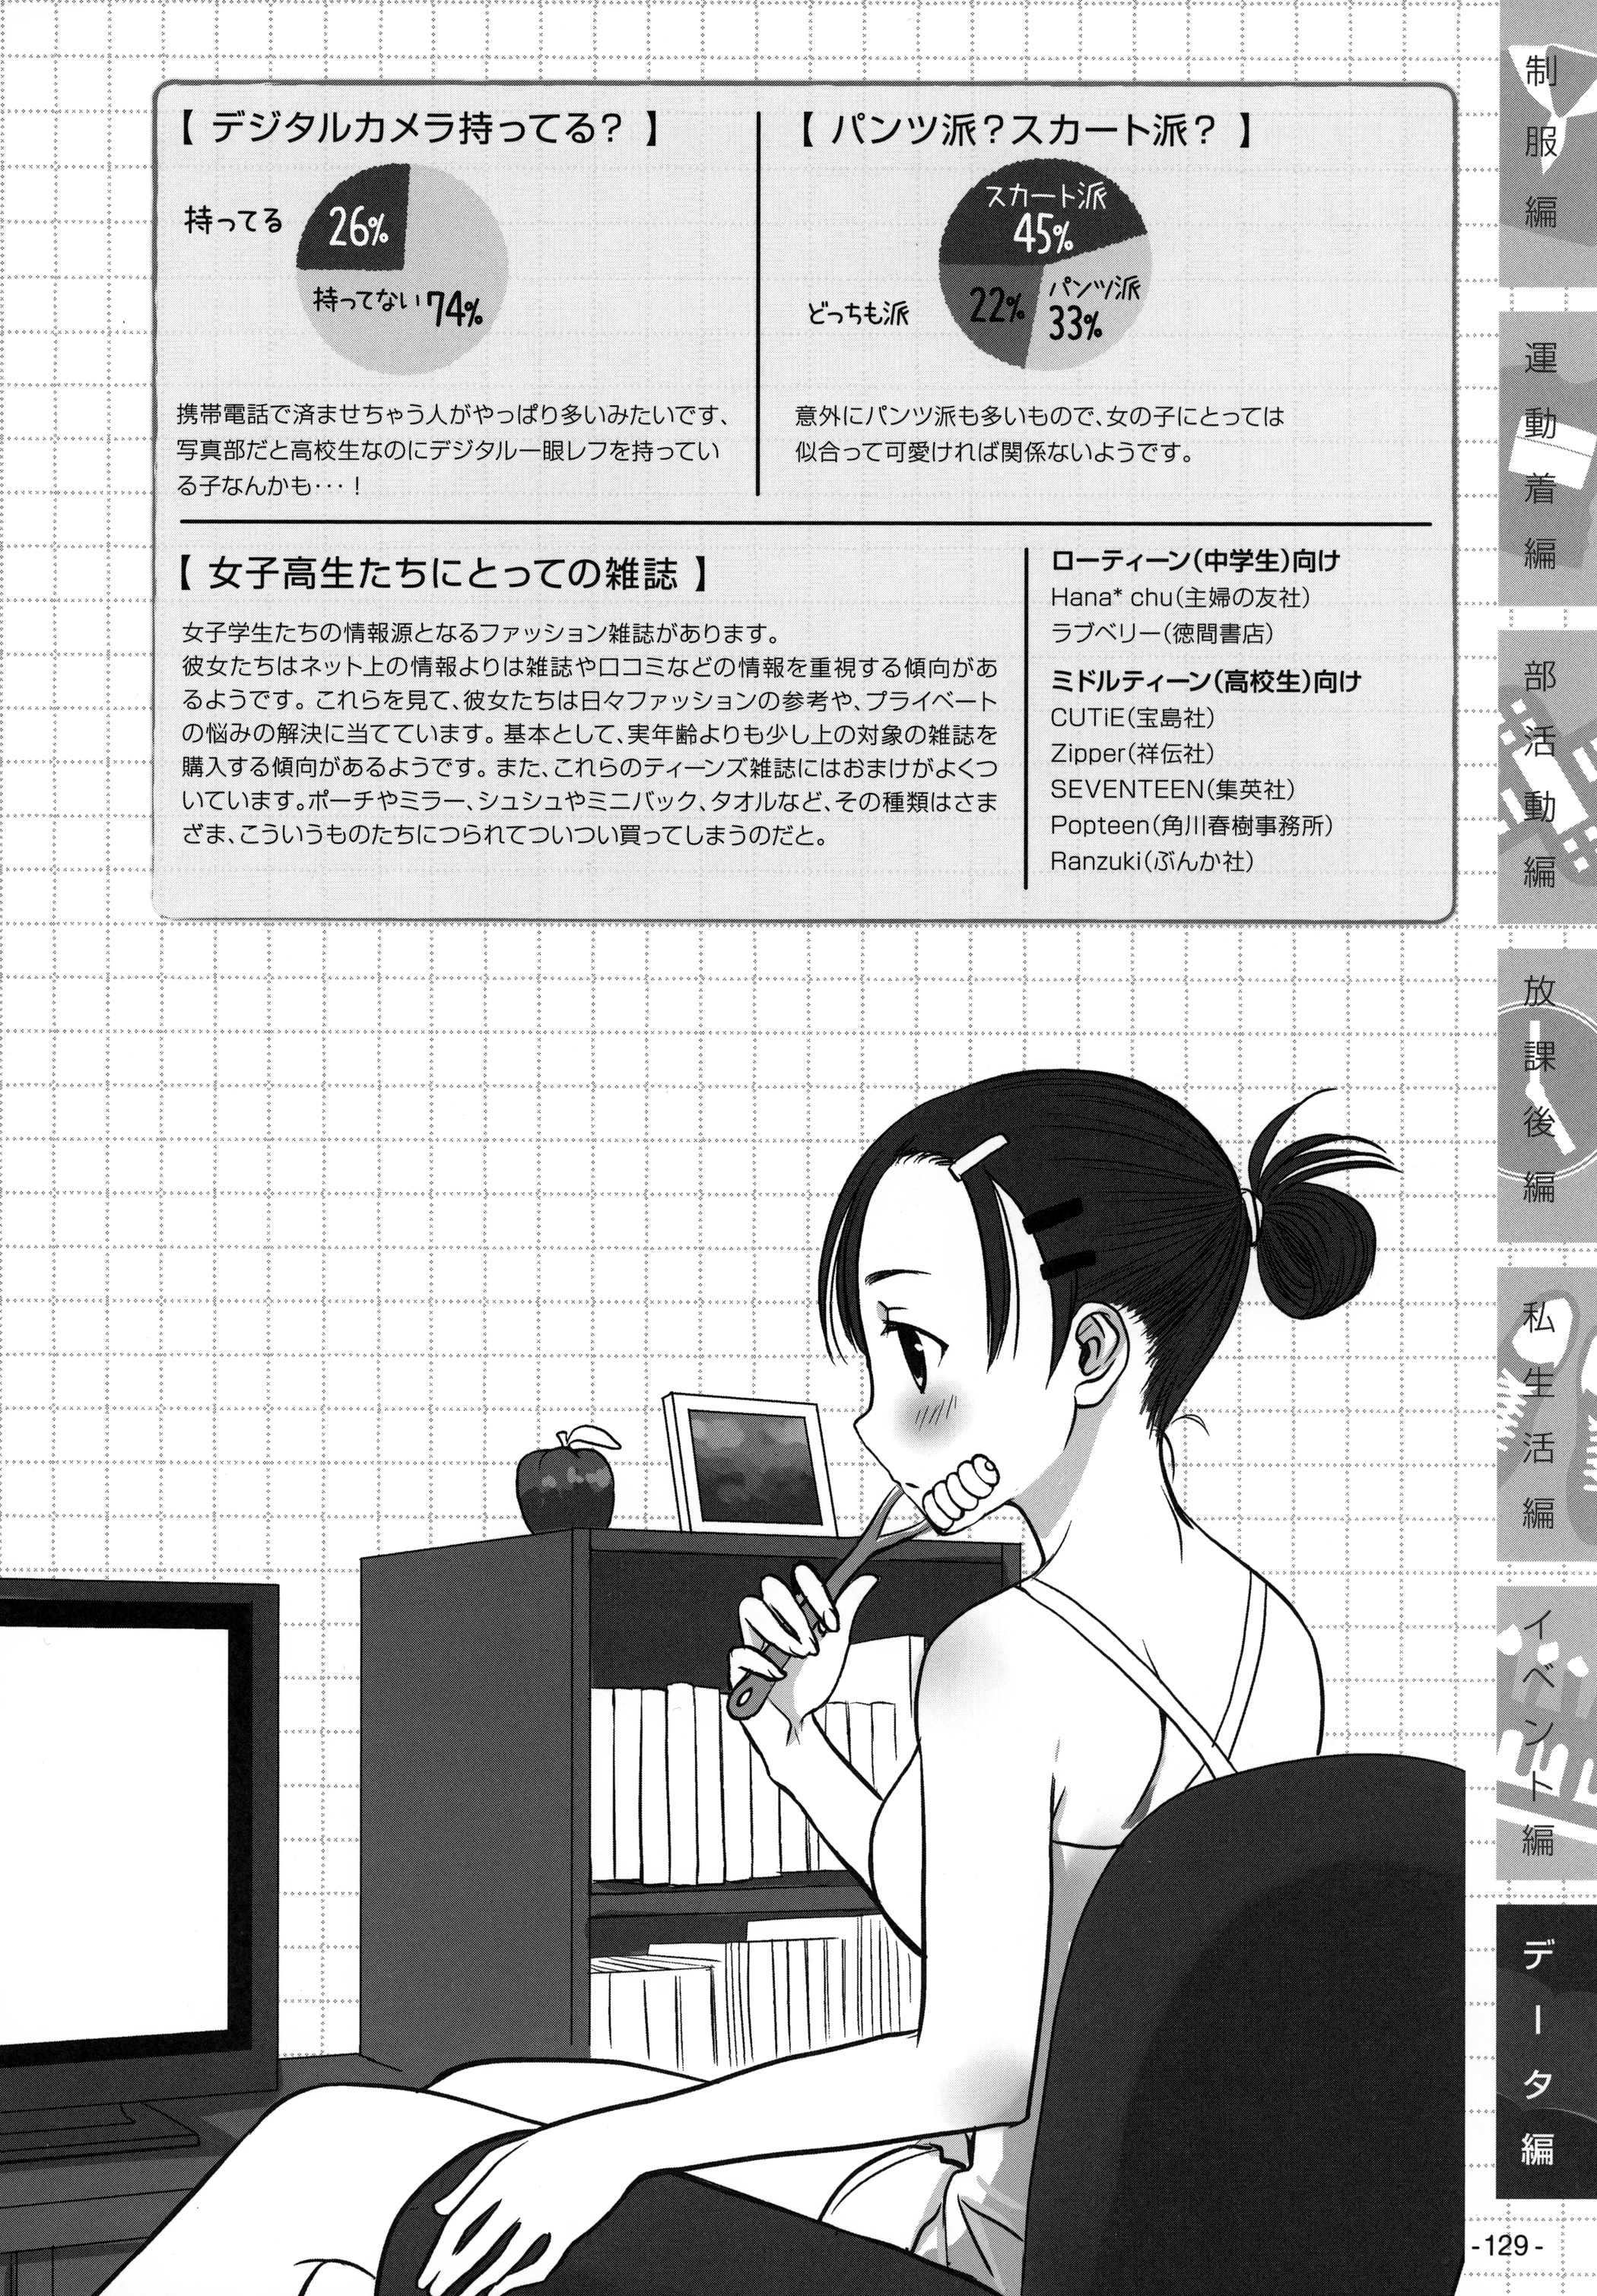 【 デジタルカメラ持ってる？ 】
持ってる
26%
持ってない74%
携帯電話で済ませちゃう人がやっぱり多いみたいです、
写真部だと高校生なのにデジタル一眼レフを持ってい
る子なんかも・・・！
【 パンツ派？スカート派？ 】
スカート派
45%
どっちも派
22%
パンツ派
33%
意外にパンツ派も多いもので、女の子にとっては
似合って可愛ければ関係ないようです。
【 女子高生たちにとっての雑誌 】
女子学生たちの情報源となるファッション雑誌があります。
彼女たちはネット上の情報よりは雑誌や口コミなどの情報を重視する傾向があ
るようです。これらを見て、彼女たちは日々ファッションの参考や、プライベート
の悩みの解決に当てています。基本として、実年齢よりも少し上の対象の雑誌を
購入する傾向があるようです。また、これらのティーンズ雑誌にはおまけがよくつ
いています。ポーチやミラー、シュシュやミニバック、タオルなど、その種類はさま
ざま、こういうものたちにつられてついつい買ってしまうのだと。
ローティーン（中学生）向け
Hana* chu（主婦の友社）
ラブベリー（徳間書店）
ミドルティーン（高校生）向け
CUTiE（宝島社）
Zipper（祥伝社）
SEVENTEEN（集英社）
Popteen（角川春樹事務所）
Ranzuki（ぶんか社）
制服編
運動着編
部活動編
放課後編
私生活編
イベント編
データ編
- 129 -